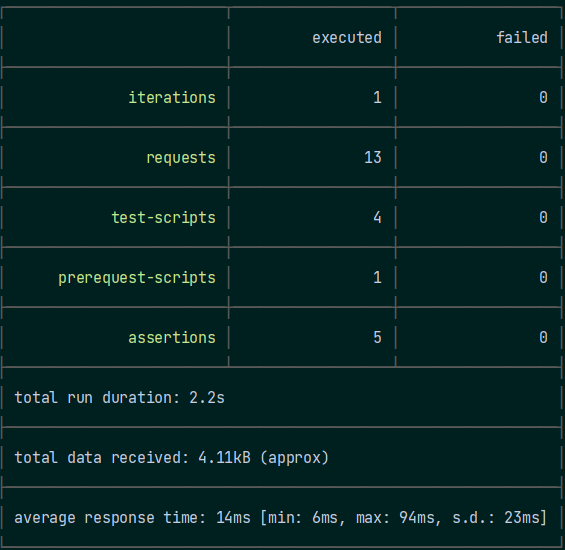 executed failed
iterations 1 0
requests 13 0
test-scripts 4 0
prerequest-scripts 1 0
assertions 5 0
total run duration: 2.2s
total data received: 4.11kB (approx)
average response time: 14ms [min: 6ms, max: 94ms, s.d.: 23ms]